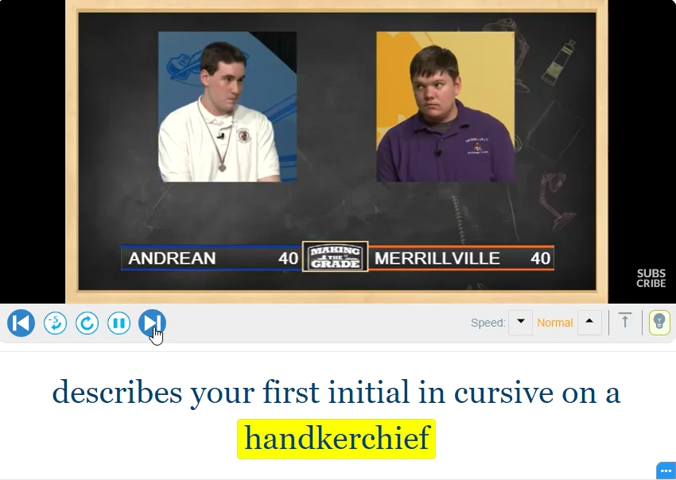 ANDREAN 40 MAKING THE GRADE MERRILLVILLE 40
SUBS
CRIBE
-5 Speed: Normal
describes your first initial in cursive on a
handkerchief